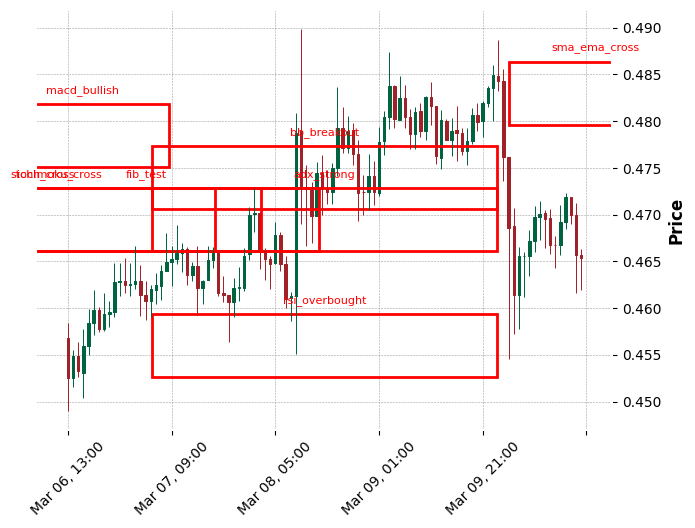 sma_ema_cross
macd_bullish
bb_breakout
fib_test
adx_strong
rsi_overbought
0.490
0.485
0.480
0.475
0.470
0.465
0.460
0.455
0.450
Price
Mar 06, 13:00
Mar 07, 09:00
Mar 08, 05:00
Mar 09, 01:00
Mar 09, 21:00